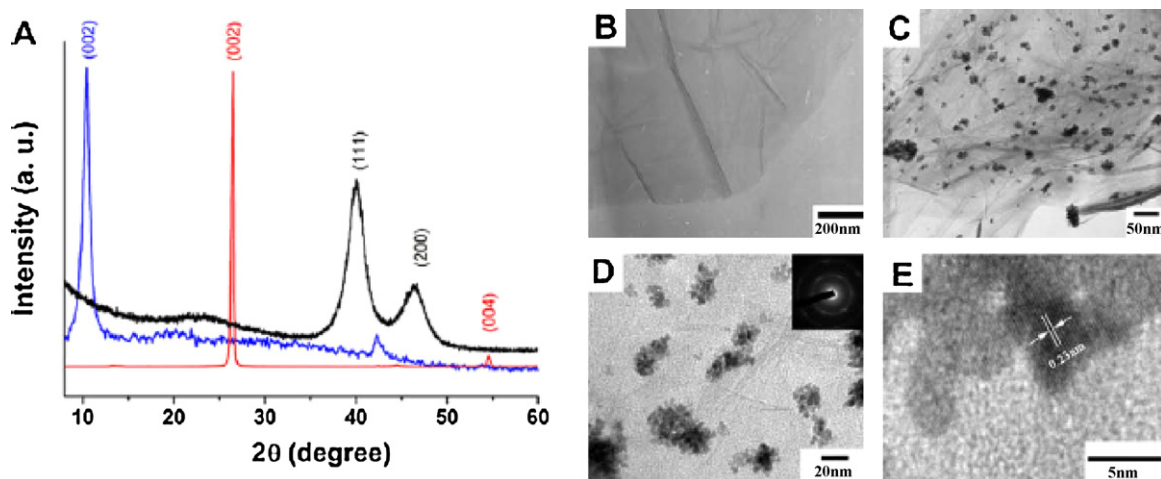 A
Intensity (a. u.)
(002)
(002)
(111)
(200)
(004)
10 20 30 40 50 60
2θ (degree)
B
200nm
C
50nm
D
20nm
E
0.23nm
5nm